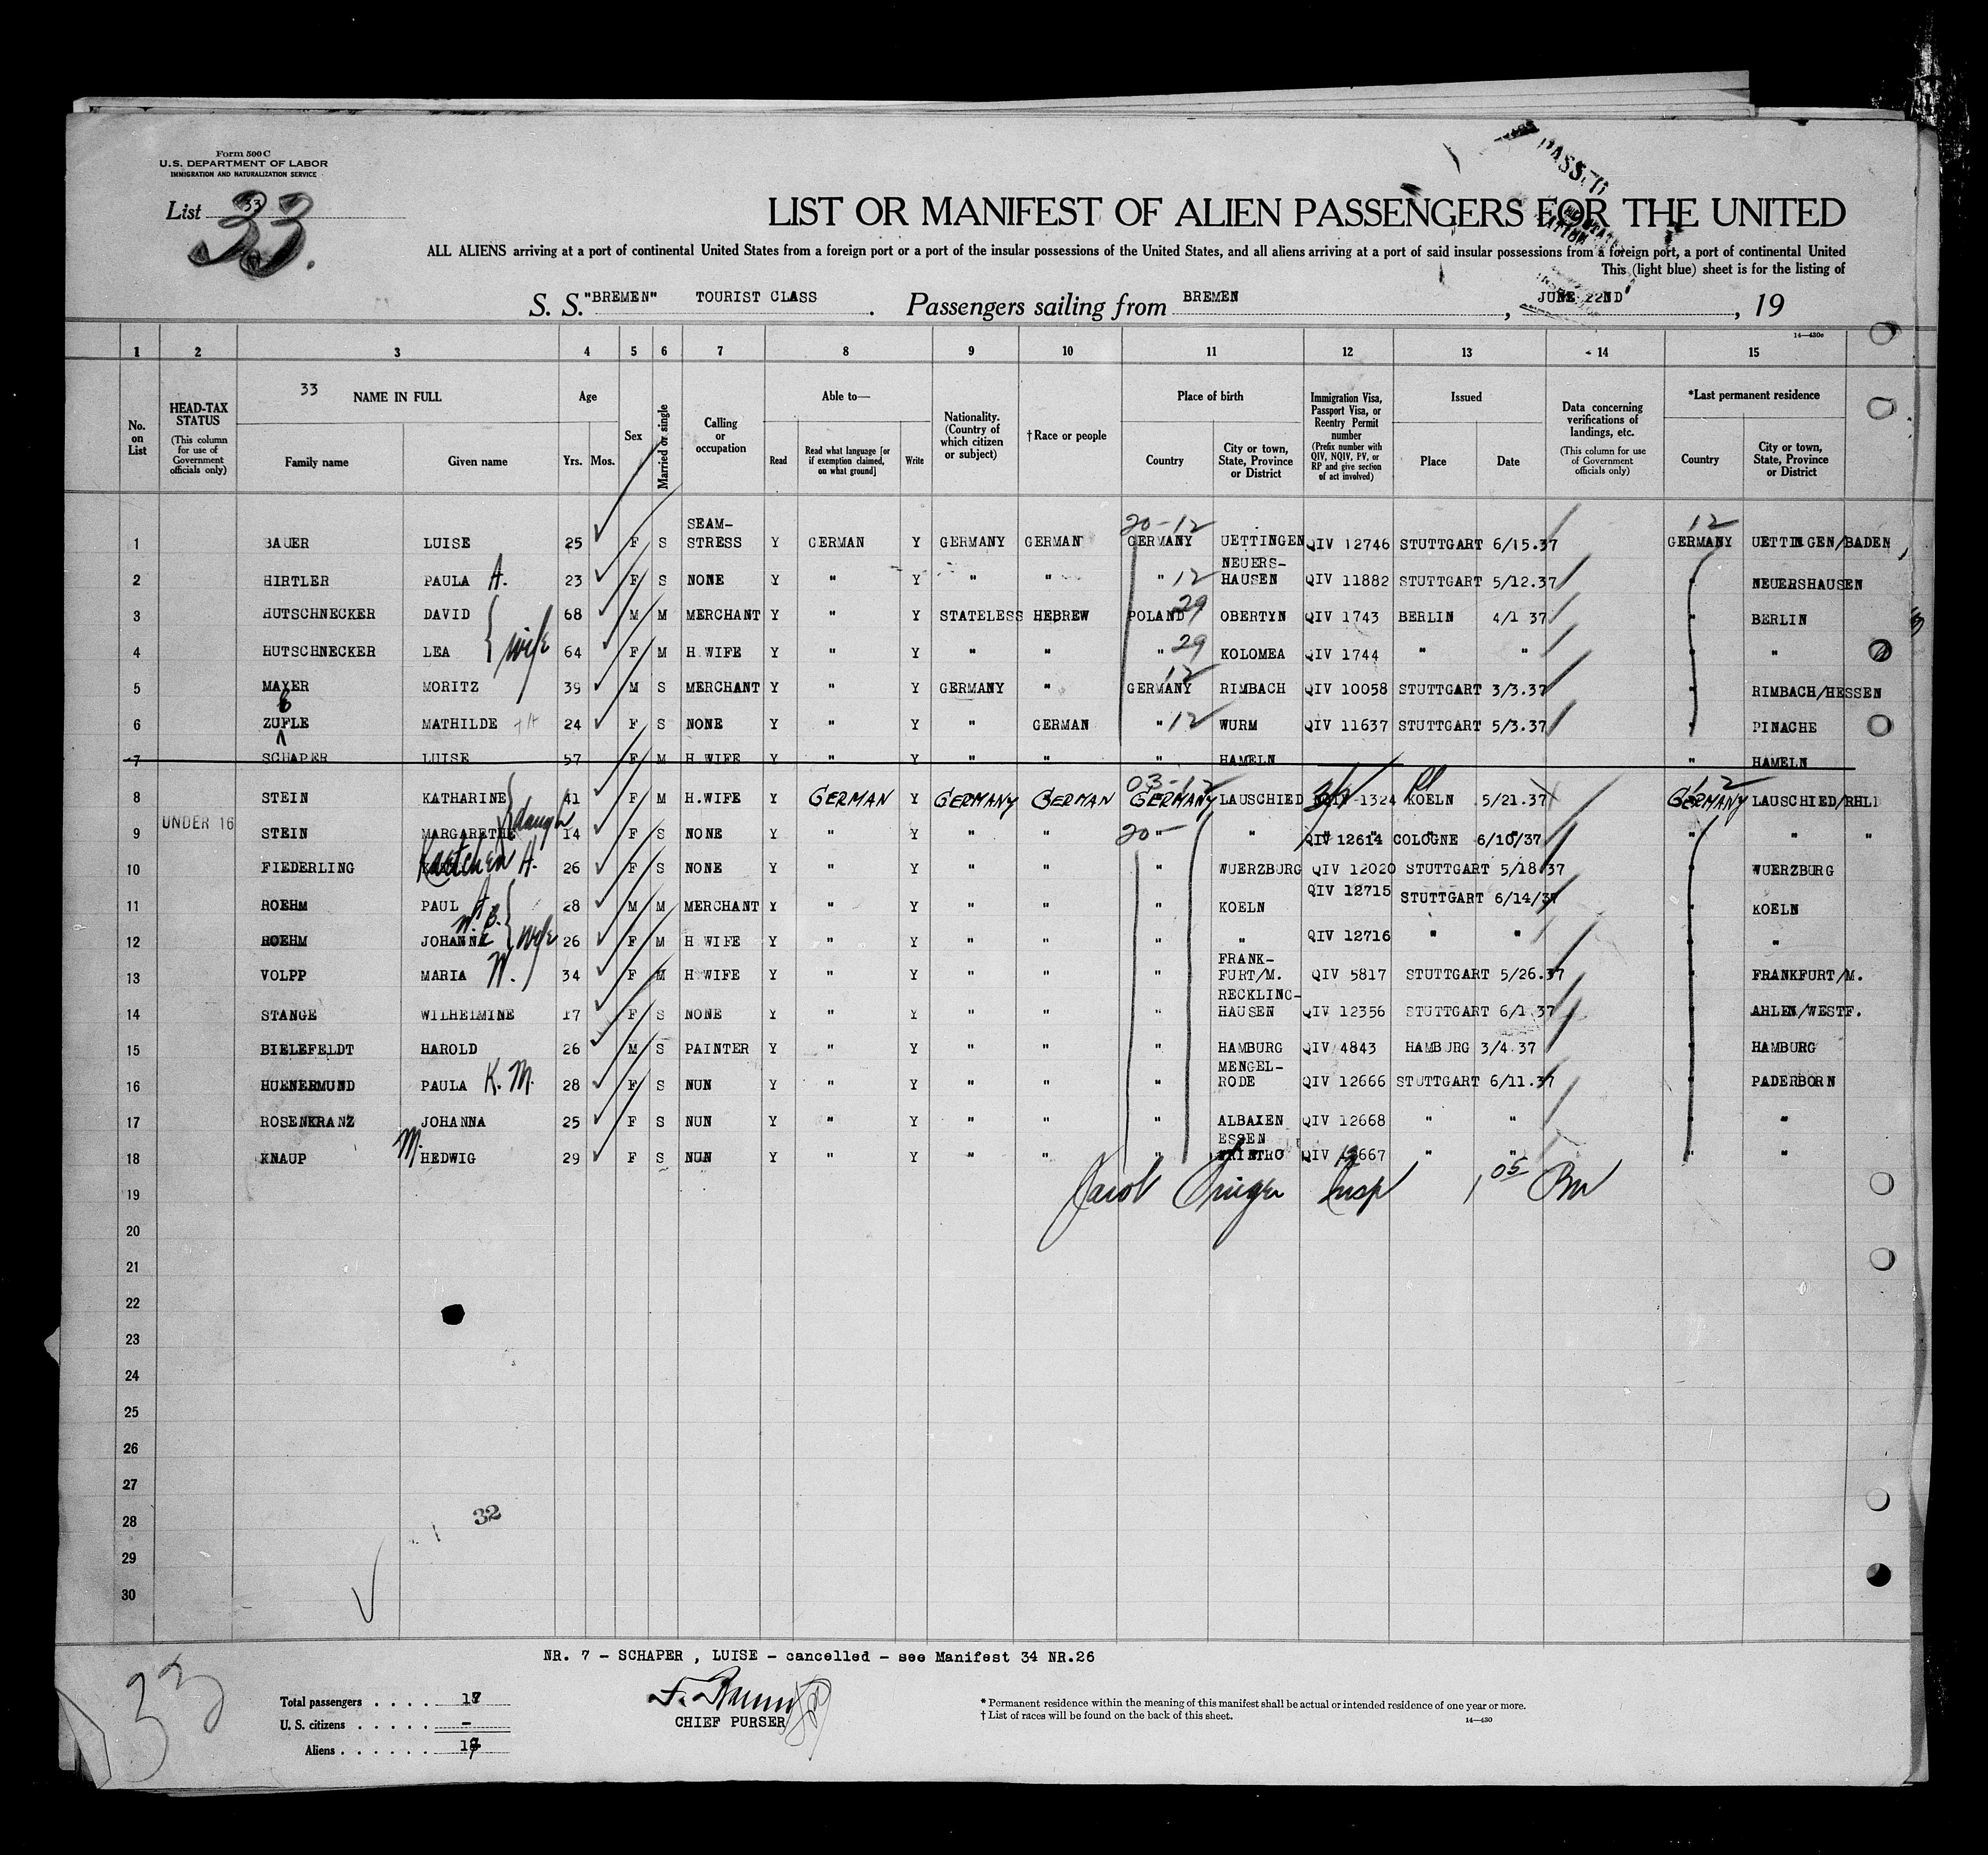 Form 500 C
U.S. DEPARTMENT OF LABOR
IMMIGRATION AND NATURALIZATION SERVICE
List 33
33.
LIST OR MANIFEST OF ALIEN PASSENGERS FOR THE UNITED
ALL ALIENS arriving at a port of continental United States from a foreign port or a port of the insular possessions of the United States, and all aliens arriving at a port of said insular possessions from a foreign port, a port of continental United
This (light blue) sheet is for the listing of
S. S. "BREMEN" TOURIST CLASS. Passengers sailing from BREMEN, JUNE 22ND, 19
14—430c
1 2 3 4 5 6 7 8 9 10 11 12 13 14 15
No. on List
HEAD-TAX STATUS (This column for use of Government officials only)
33 NAME IN FULL
Family name Given name
Age Yrs. Mos.
Sex
Married or single
Calling or occupation
Able to— Read Read what language [or if exemption claimed, on what ground] Write
Nationality. (Country of which citizen or subject)
†Race or people
Place of birth Country City or town, State, Province or District
Immigration Visa, Passport Visa, or Reentry Permit number (Prefix number with QIV, NQIV, PV, or RP and give section of act involved)
Issued Place Date
Data concerning verifications of landings, etc. (This column for use of Government officials only)
*Last permanent residence Country City or town, State, Province or District
20-12 12
1 BAUER LUISE 25 F S SEAM-STRESS Y GERMAN Y GERMANY GERMAN GERMANY UETTINGEN QIV 12746 STUTTGART 6/15.37 GERMANY UETTINGEN/BADEN
2 HIRTLER PAULA A. 23 F S NONE Y " Y " " " 12 NEUERS-HAUSEN QIV 11882 STUTTGART 5/12.37 " NEUERSHAUSEN
3 HUTSCHNECKER DAVID 68 M M MERCHANT Y " Y STATELESS HEBREW POLAND 29 OBERTYN QIV 1743 BERLIN 4/1 37 " BERLIN
4 HUTSCHNECKER LEA wife 64 F M H.WIFE Y " Y " " " 29 KOLOMEA QIV 1744 " " " "
5 MAYER MORITZ 39 M S MERCHANT Y " Y GERMANY " GERMANY 12 RIMBACH QIV 10058 STUTTGART 3/3.37 " RIMBACH/HESSEN
6 ZUFLE MATHILDE 24 F S NONE Y " Y " GERMAN " 12 WURM QIV 11637 STUTTGART 5/3.37 " PINACHE
7 SCHAPER LUISE 57 F M H.WIFE Y " Y " " " HAMELN " HAMELN
03-12 12
8 STEIN KATHARINE 41 F M H.WIFE Y GERMAN Y GERMANY GERMAN GERMANY LAUSCHIED 1324 KOELN 5/21.37 GERMANY LAUSCHIED/RHLD
UNDER 16
9 STEIN MARGARETHE daugh 14 F S NONE Y " Y " " 20- " " QIV 12614 COLOGNE 6/10/37 " " "
10 FIEDERLING Kaetchen A. 26 F S NONE Y " Y " " " WUERZBURG QIV 12020 STUTTGART 5/18/37 " WUERZBURG
11 ROEHM PAUL A 28 M M MERCHANT Y " Y " " " KOELN QIV 12715 STUTTGART 6/14/37 " KOELN
12 ROEHM JOHANNE W.B. wife 26 F M H.WIFE Y " Y " " " " QIV 12716 " " " "
13 VOLPP MARIA W. 34 F M H.WIFE Y " Y " " " FRANK-FURT/M. QIV 5817 STUTTGART 5/26.37 " FRANKFURT/M.
14 STANGE WILHELMINE 17 F S NONE Y " Y " " " RECKLING-HAUSEN QIV 12356 STUTTGART 6/1.37 " AHLEN/WESTF.
15 BIELEFELDT HAROLD 26 M S PAINTER Y " Y " " " HAMBURG QIV 4843 HAMBURG 3/4.37 " HAMBURG
16 HUENERMUND PAULA K. M. 28 F S NUN Y " Y " " " MENGEL-RODE QIV 12666 STUTTGART 6/11.37 " PADERBORN
17 ROSENKRANZ JOHANNA 25 F S NUN Y " Y " " " ALBAXEN QIV 12668 " " " "
18 KNAUP M. HEDWIG 29 F S NUN Y " Y " " " ESSEN QIV 12667 " " " "
19
20
21
22
23
24
25
26
27
28
29
30
32
NR. 7 - SCHAPER , LUISE - cancelled - see Manifest 34 NR.26
33
Total passengers . . . . 17
U. S. citizens . . . . . -
Aliens . . . . . . 17
CHIEF PURSER
* Permanent residence within the meaning of this manifest shall be actual or intended residence of one year or more.
† List of races will be found on the back of this sheet.
14—430